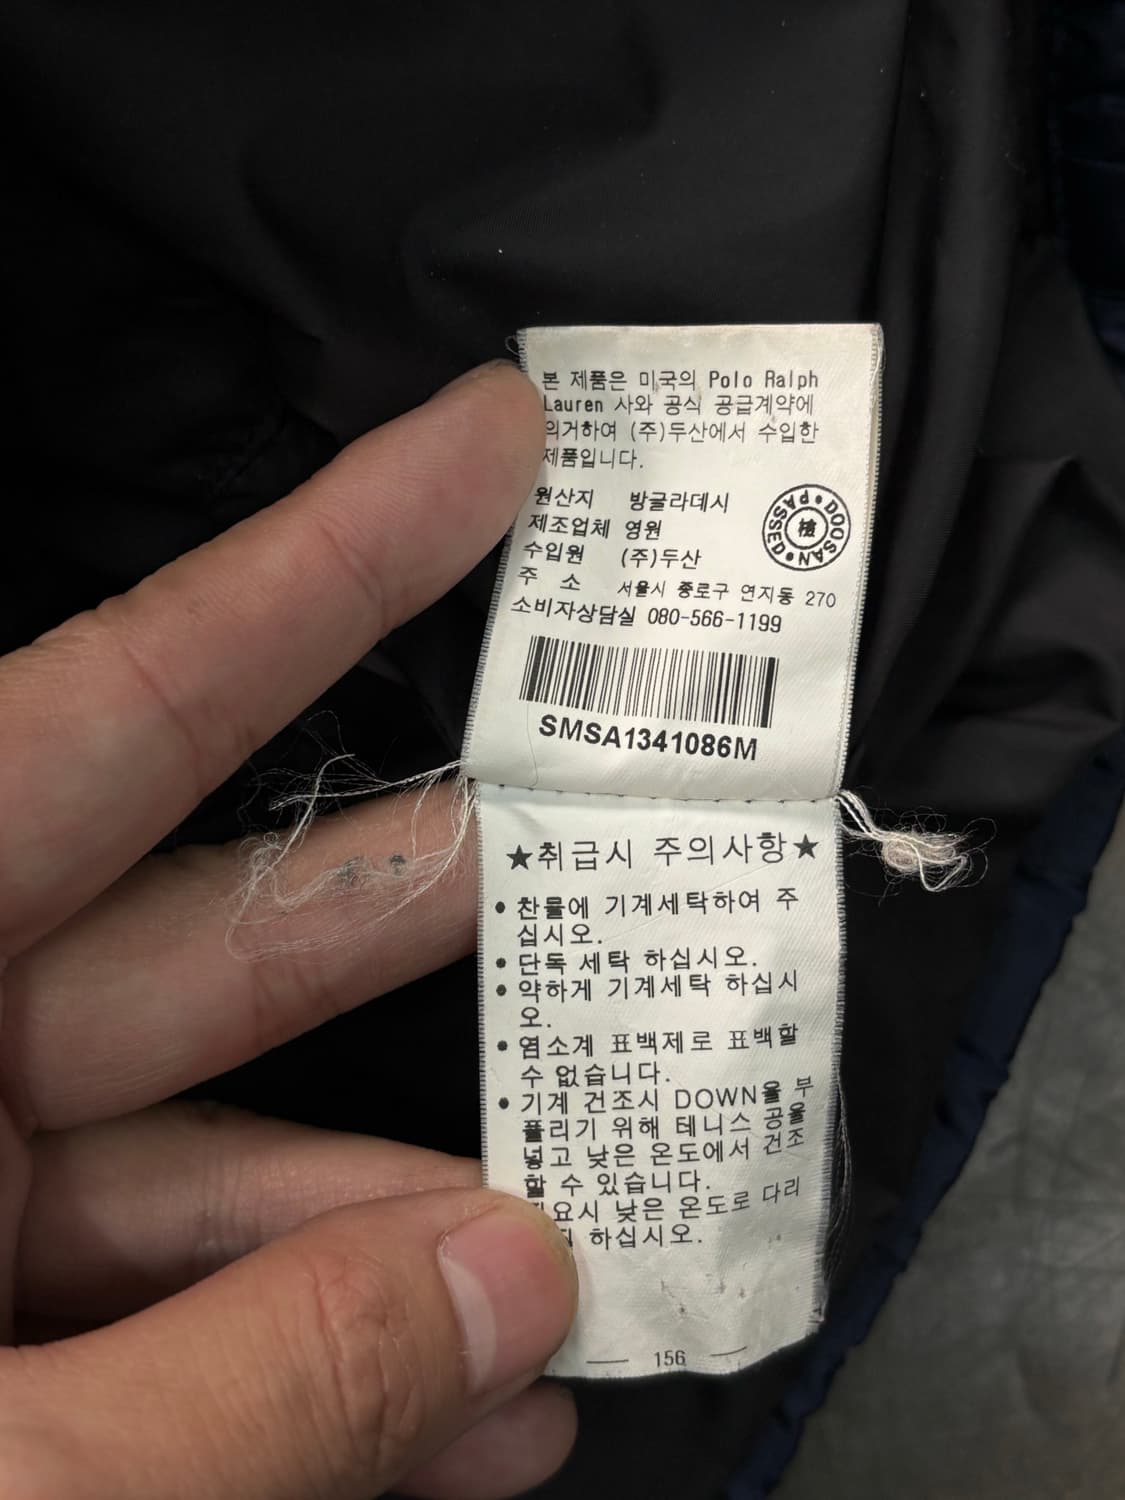 본 제품은 미국의 Polo Ralph
Lauren 사와 공식 공급계약에
의거하여 (주)두산에서 수입한
제품입니다.
원산지 방글라데시
제조업체 영원
수입원 (주)두산
주 소 서울시 종로구 연지동 270
소비자상담실 080-566-1199
DOOSAN • PASSED •
檢
SMSA1341086M
★취급시 주의사항★
• 찬물에 기계세탁하여 주
십시오.
• 단독 세탁 하십시오.
• 약하게 기계세탁 하십시
오.
• 염소계 표백제로 표백할
수 없습니다.
• 기계 건조시 DOWN을 부
풀리기 위해 테니스 공을
넣고 낮은 온도에서 건조
할 수 있습니다.
낮은 온도로 다리
하십시오.
— 156 —